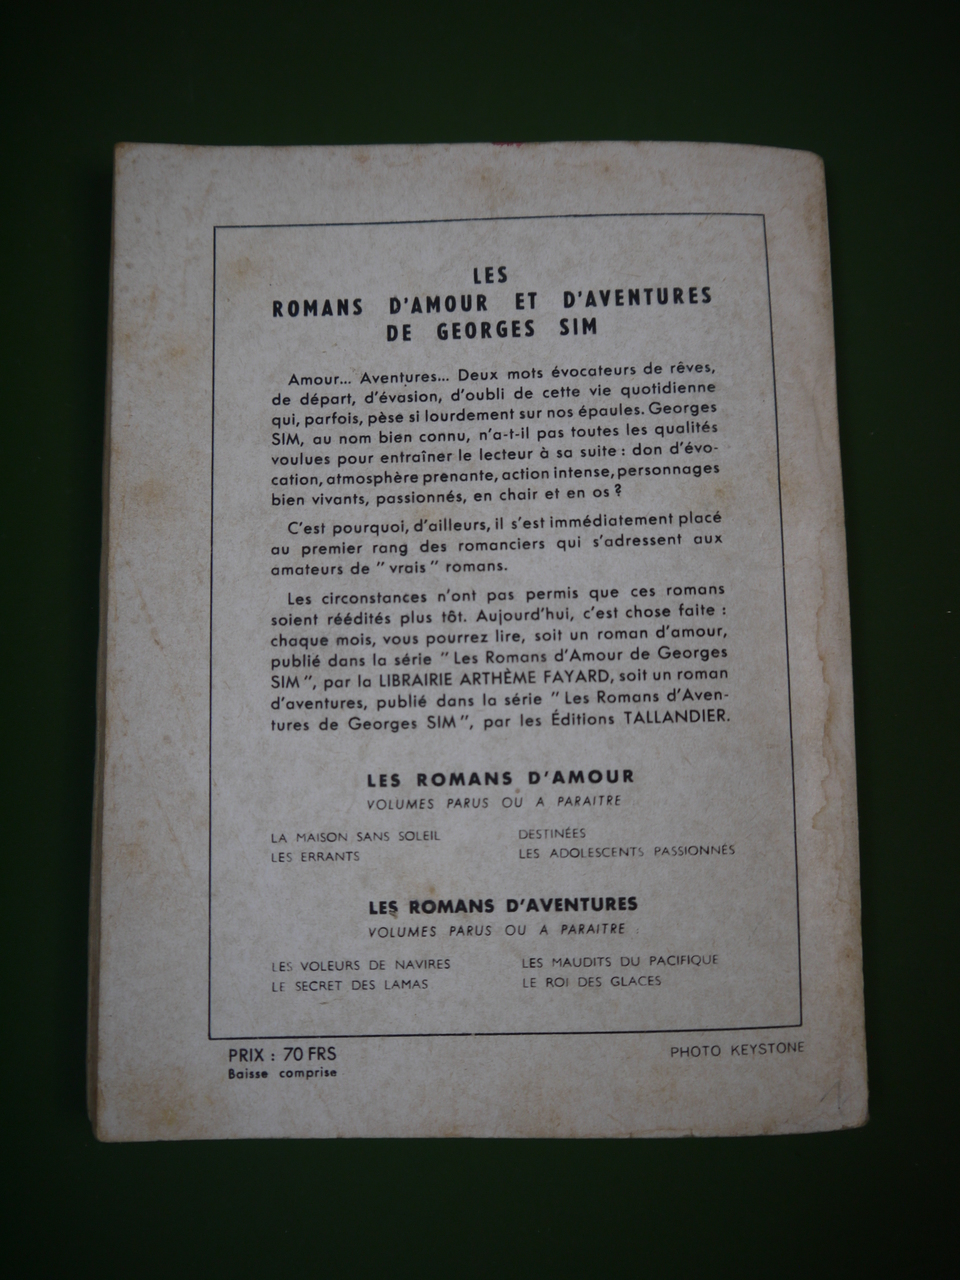 LES
ROMANS D'AMOUR ET D'AVENTURES
DE GEORGES SIM
Amour... Aventures... Deux mots évocateurs de rêves,
de départ, d'évasion, d'oubli de cette vie quotidienne
qui, parfois, pèse si lourdement sur nos épaules. Georges
SIM, au nom bien connu, n'a-t-il pas toutes les qualités
voulues pour entraîner le lecteur à sa suite : don d'évo-
cation, atmosphère prenante, action intense, personnages
bien vivants, passionnés, en chair et en os ?
C'est pourquoi, d'ailleurs, il s'est immédiatement placé
au premier rang des romanciers qui s'adressent aux
amateurs de " vrais " romans.
Les circonstances n'ont pas permis que ces romans
soient réédités plus tôt. Aujourd'hui, c'est chose faite :
chaque mois, vous pourrez lire, soit un roman d'amour,
publié dans la série " Les Romans d'Amour de Georges
SIM ", par la LIBRAIRIE ARTHÈME FAYARD, soit un roman
d'aventures, publié dans la série " Les Romans d'Aven-
tures de Georges SIM ", par les Éditions TALLANDIER.
LES ROMANS D'AMOUR
VOLUMES PARUS OU A PARAITRE
LA MAISON SANS SOLEIL DESTINÉES
LES ERRANTS LES ADOLESCENTS PASSIONNÉS
LES ROMANS D'AVENTURES
VOLUMES PARUS OU A PARAITRE :
LES VOLEURS DE NAVIRES LES MAUDITS DU PACIFIQUE
LE SECRET DES LAMAS LE ROI DES GLACES
PRIX : 70 FRS PHOTO KEYSTONE
Baisse comprise